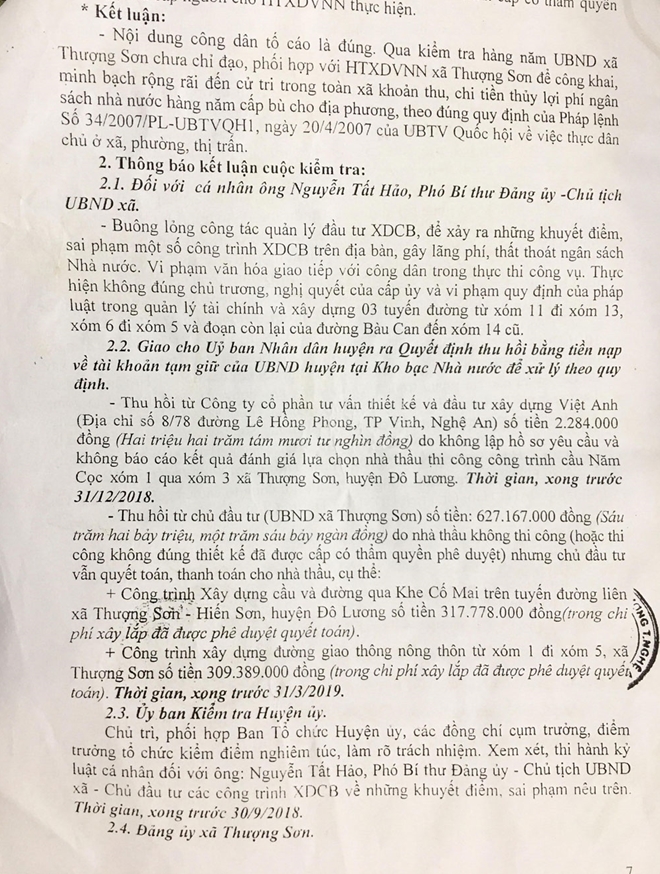 HTXDVNN thực hiện.
có thẩm quyền
* Kết luận:
- Nội dung công dân tố cáo là đúng. Qua kiểm tra hàng năm UBND xã
Thượng Sơn chưa chỉ đạo, phối hợp với HTXDVNN xã Thượng Sơn để công khai,
minh bạch rộng rãi đến cử tri trong toàn xã khoản thu, chi tiền thủy lợi phí ngân
sách nhà nước hàng năm cấp bù cho địa phương, theo đúng quy định của Pháp lệnh
Số 34/2007/PL-UBTVQH1, ngày 20/4/2007 của UBTV Quốc hội về việc thực dân
chủ ở xã, phường, thị trấn.
2. Thông báo kết luận cuộc kiểm tra:
2.1. Đối với cá nhân ông Nguyễn Tất Hảo, Phó Bí thư Đảng ủy -Chủ tịch
UBND xã.
- Buông lỏng công tác quản lý đầu tư XDCB, để xảy ra những khuyết điểm,
sai phạm một số công trình XDCB trên địa bàn, gây lãng phí, thất thoát ngân sách
Nhà nước. Vi phạm văn hóa giao tiếp với công dân trong thực thi công vụ. Thực
hiện không đúng chủ trương, nghị quyết của cấp ủy và vi phạm quy định của pháp
luật trong quản lý tài chính và xây dựng 03 tuyến đường từ xóm 11 đi xóm 13,
xóm 6 đi xóm 5 và đoạn còn lại của đường Bàu Can đến xóm 14 cũ.
2.2. Giao cho Uỷ ban Nhân dân huyện ra Quyết định thu hồi bằng tiền nạp
về tài khoản tạm giữ của UBND huyện tại Kho bạc Nhà nước để xử lý theo quy
định.
- Thu hồi từ Công ty cổ phần tư vấn thiết kế và đầu tư xây dựng Việt Anh
(Địa chỉ số 8/78 đường Lê Hồng Phong, TP Vinh, Nghệ An) số tiền 2.284.000
đồng (Hai triệu hai trăm tám mươi tư nghìn đồng) do không lập hồ sơ yêu cầu và
không báo cáo kết quả đánh giá lựa chọn nhà thầu thi công công trình cầu Năm
Cọc xóm 1 qua xóm 3 xã Thượng Sơn, huyện Đô Lương. Thời gian, xong trước
31/12/2018.
- Thu hồi từ chủ đầu tư (UBND xã Thượng Sơn) số tiền: 627.167.000 đồng (Sáu
trăm hai bảy triệu, một trăm sáu bảy ngàn đồng) do nhà thầu không thi công (hoặc thi
công không đúng thiết kế đã được cấp có thẩm quyền phê duyệt) nhưng chủ đầu tư
vẫn quyết toán, thanh toán cho nhà thầu, cụ thể:
+ Công trình Xây dựng cầu và đường qua Khe Cố Mai trên tuyến đường liên
xã Thượng Sơn - Hiến Sơn, huyện Đô Lương số tiền 317.778.000 đồng(trong chi
phí xây lắp đã được phê duyệt quyết toán).
+ Công trình xây dựng đường giao thông nông thôn từ xóm 1 đi xóm 5, xã
Thượng Sơn số tiền 309.389.000 đồng (trong chi phí xây lắp đã được phê duyệt quyết
toán). Thời gian, xong trước 31/3/2019.
2.3. Ủy ban Kiểm tra Huyện ủy.
Chủ trì, phối hợp Ban Tổ chức Huyện ủy, các đồng chí cụm trưởng, điểm
trưởng tổ chức kiểm điểm nghiêm túc, làm rõ trách nhiệm. Xem xét, thi hành kỷ
luật cá nhân đối với ông: Nguyễn Tất Hảo, Phó Bí thư Đảng ủy - Chủ tịch UBND
xã - Chủ đầu tư các công trình XDCB về những khuyết điểm, sai phạm nêu trên.
Thời gian, xong trước 30/9/2018.
2.4. Đảng ủy xã Thượng Sơn.
7